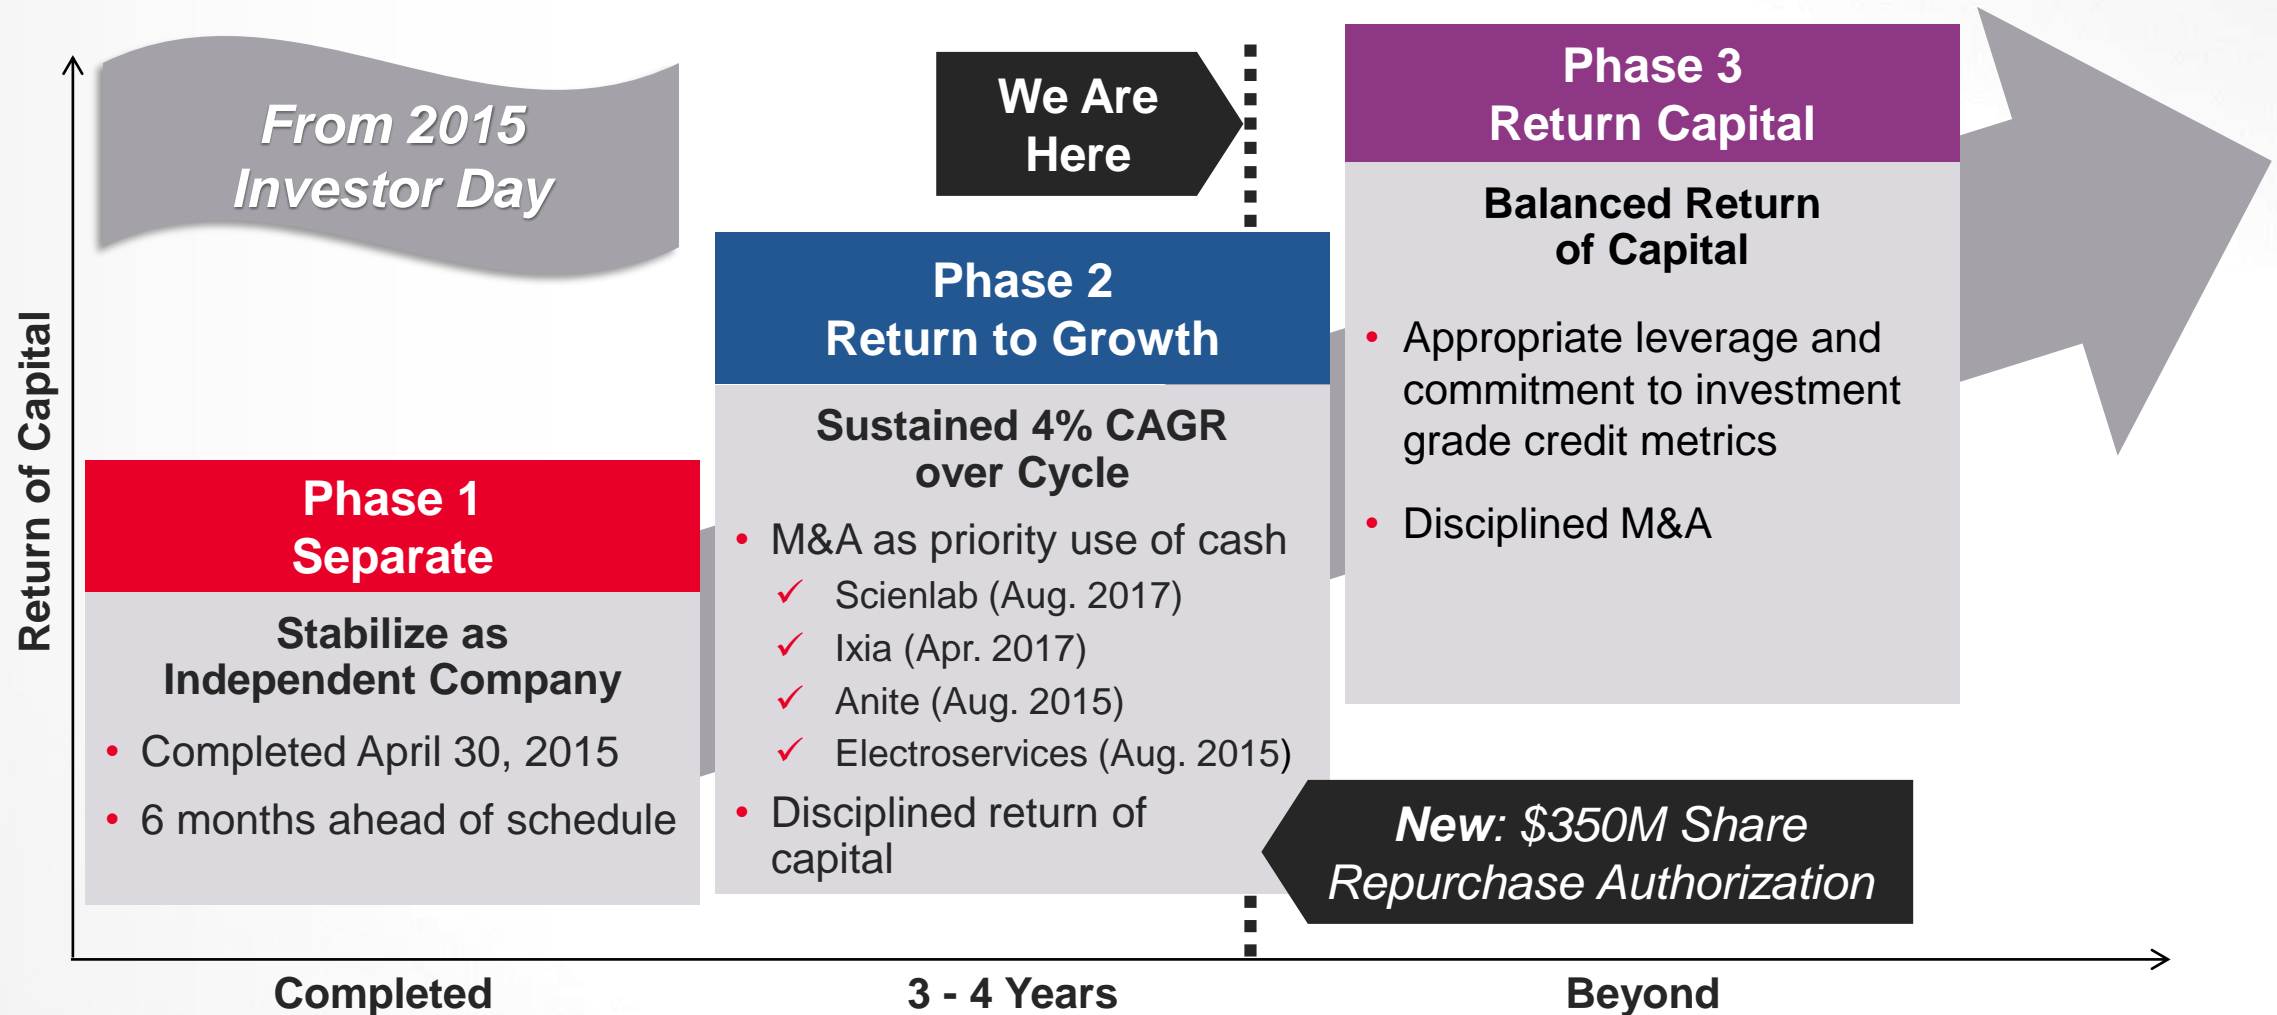 From 2015
Investor Day
We Are
Here
Return of Capital
Phase 1
Separate
Stabilize as
Independent Company
• Completed April 30, 2015
• 6 months ahead of schedule
Phase 2
Return to Growth
Sustained 4% CAGR
over Cycle
• M&A as priority use of cash
✓ Scienlab (Aug. 2017)
✓ Ixia (Apr. 2017)
✓ Anite (Aug. 2015)
✓ Electroservices (Aug. 2015)
• Disciplined return of
capital
Phase 3
Return Capital
Balanced Return
of Capital
• Appropriate leverage and
commitment to investment
grade credit metrics
• Disciplined M&A
New: $350M Share
Repurchase Authorization
Completed
3 - 4 Years
Beyond